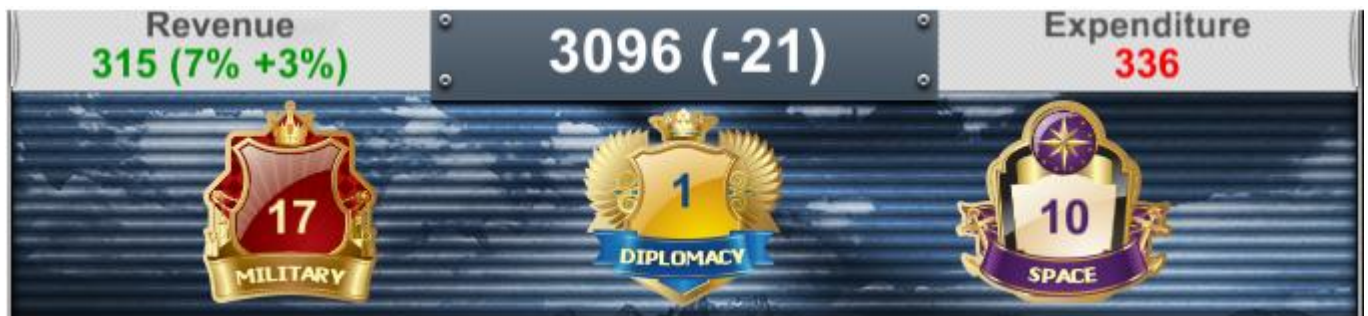 Revenue
315 (7% +3%)
3096 (-21)
Expenditure
336
17
MILITARY
1
DIPLOMACY
10
SPACE